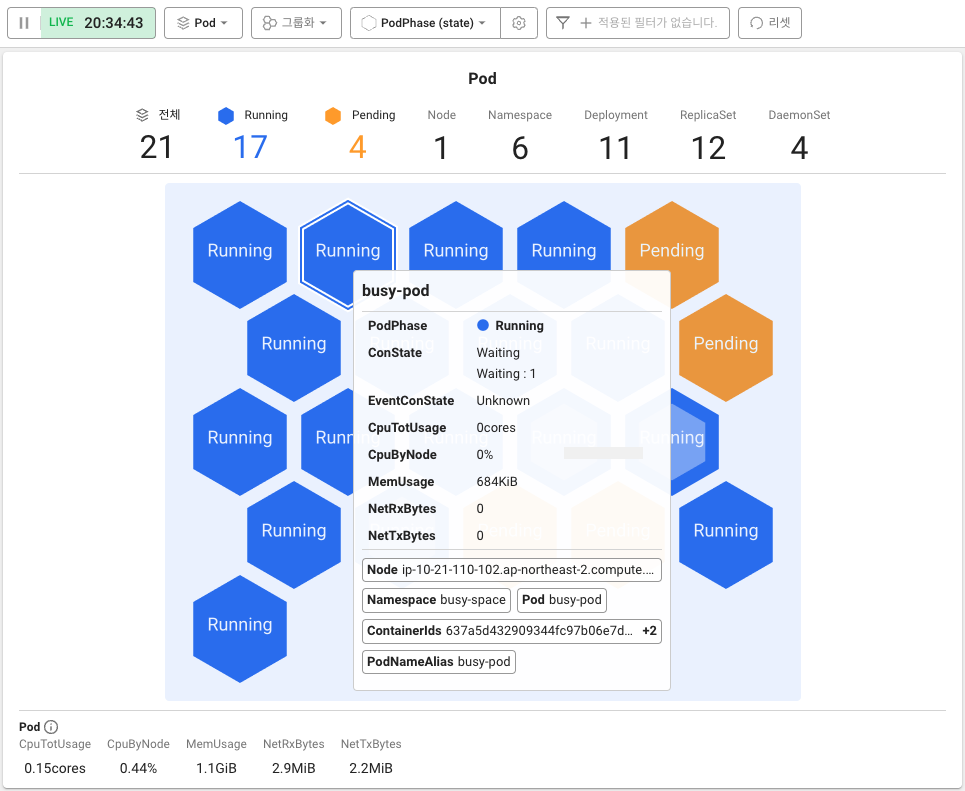 LIVE 20:34:43 Pod 그룹화 PodPhase (state) 적용된 필터가 없습니다. 리셋
Pod
전체 Running Pending Node Namespace Deployment ReplicaSet DaemonSet
21 17 4 1 6 11 12 4
Running Running Running Running Pending
busy-pod
PodPhase Running
Running Pending
ConState Waiting
Waiting : 1
EventConState Unknown
CpuTotUsage 0cores
Running Running Running
CpuByNode 0%
MemUsage 684KiB
NetRxBytes 0
Running Running
NetTxBytes 0
Node ip-10-21-110-102.ap-northeast-2.compute....
Namespace busy-space Pod busy-pod
Running
ContainerIds 637a5d432909344fc97b06e7d... +2
PodNameAlias busy-pod
Pod
CpuTotUsage CpuByNode MemUsage NetRxBytes NetTxBytes
0.15cores 0.44% 1.1GiB 2.9MiB 2.2MiB